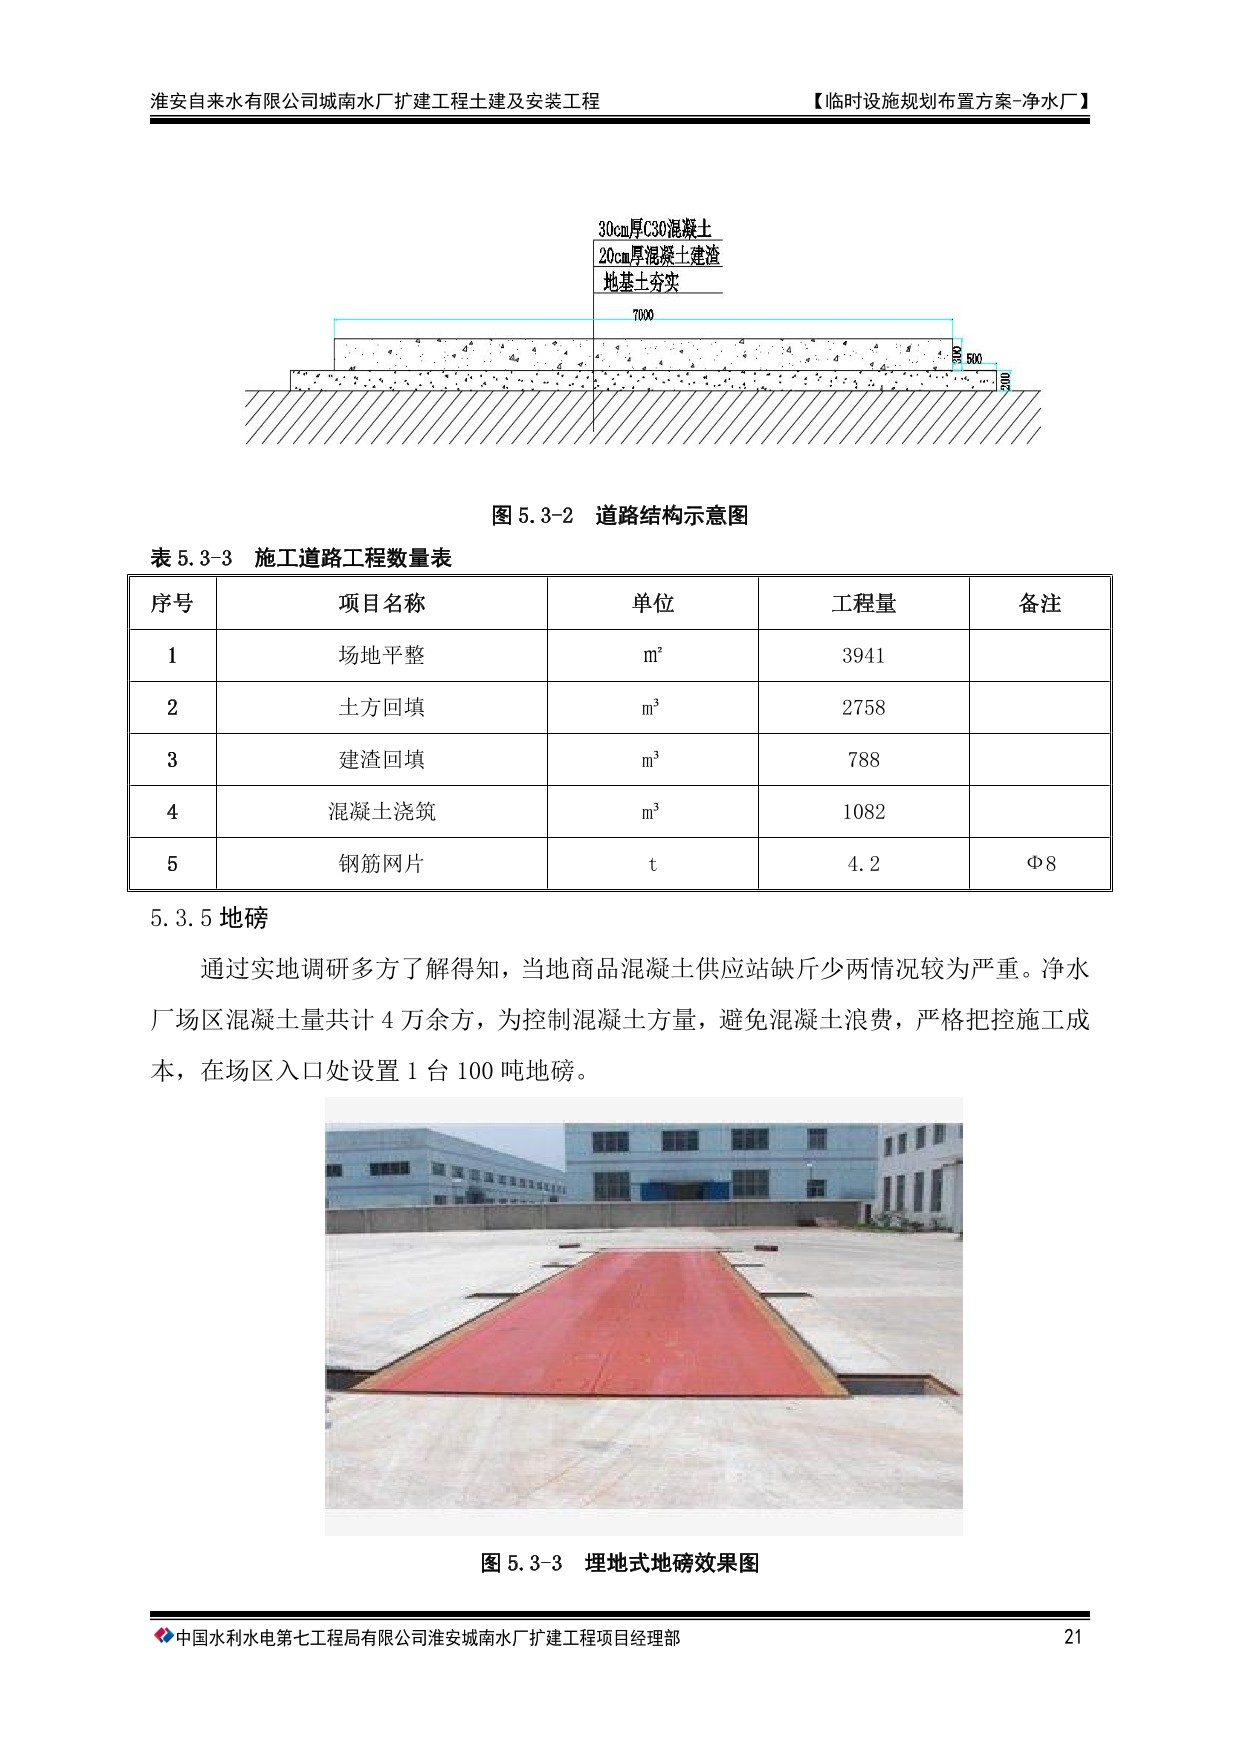 淮安自来水有限公司城南水厂扩建工程土建及安装工程 【临时设施规划布置方案-净水厂】
30cm厚C30混凝土
20cm厚混凝土建渣
地基土夯实
7000
300
500
200
图 5.3-2 道路结构示意图
表 5.3-3 施工道路工程数量表
序号 项目名称 单位 工程量 备注
1 场地平整 ㎡ 3941
2 土方回填 m³ 2758
3 建渣回填 m³ 788
4 混凝土浇筑 m³ 1082
5 钢筋网片 t 4.2 Φ8
5.3.5 地磅
通过实地调研多方了解得知，当地商品混凝土供应站缺斤少两情况较为严重。净水
厂场区混凝土量共计 4 万余方，为控制混凝土方量，避免混凝土浪费，严格把控施工成
本，在场区入口处设置 1 台 100 吨地磅。
图 5.3-3 埋地式地磅效果图
中国水利水电第七工程局有限公司淮安城南水厂扩建工程项目经理部 21